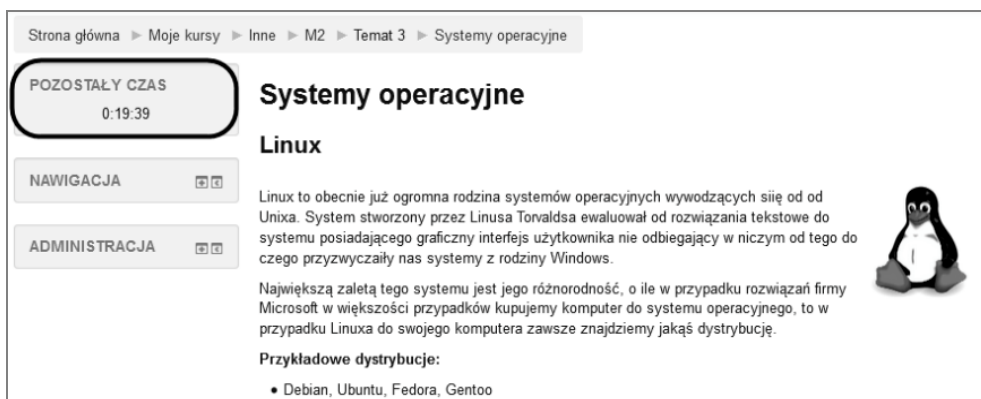 Strona główna ► Moje kursy ► Inne ► M2 ► Temat 3 ► Systemy operacyjne
POZOSTAŁY CZAS
0:19:39
NAWIGACJA
ADMINISTRACJA
Systemy operacyjne
Linux
Linux to obecnie już ogromna rodzina systemów operacyjnych wywodzących siię od od
Unixa. System stworzony przez Linusa Torvaldsa ewaluował od rozwiązania tekstowe do
systemu posiadającego graficzny interfejs użytkownika nie odbiegający w niczym od tego do
czego przyzwyczaiły nas systemy z rodziny Windows.
Największą zaletą tego systemu jest jego różnorodność, o ile w przypadku rozwiązań firmy
Microsoft w większości przypadków kupujemy komputer do systemu operacyjnego, to w
przypadku Linuxa do swojego komputera zawsze znajdziemy jakąś dystrybucję.
Przykładowe dystrybucje:
• Debian, Ubuntu, Fedora, Gentoo